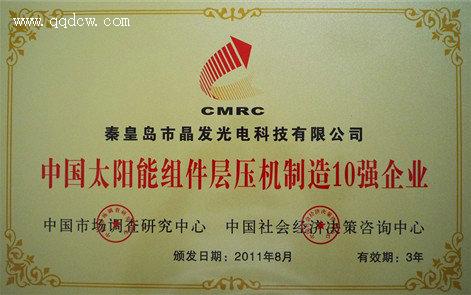 www.qqdcw.com
CMRC
秦皇岛市晶发光电科技有限公司
中国太阳能组件层压机制造10强企业
中国市场调查研究中心 中国社会经济决策咨询中心
颁发日期：2011年8月 有效期：3年